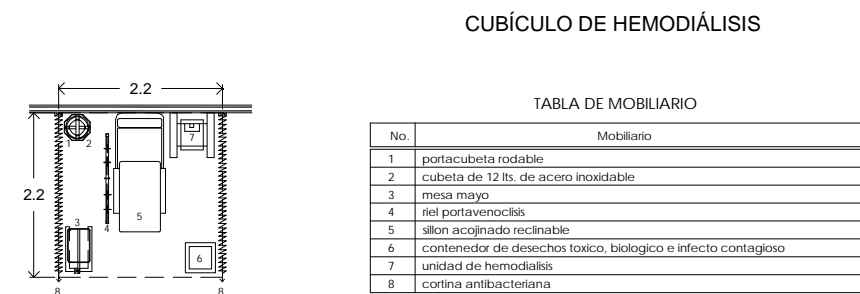 CUBÍCULO DE HEMODIÁLISIS
2.2
TABLA DE MOBILIARIO
No. Mobiliario
1 portacubeta rodable
2 cubeta de 12 lts. de acero inoxidable
3 mesa mayo
4 riel portavenoclisis
5 sillon acojinado reclinable
6 contenedor de desechos toxico, biologico e infecto contagioso
7 unidad de hemodialisis
8 cortina antibacteriana
1 2
7
2.2
3
4
5
6
8 8